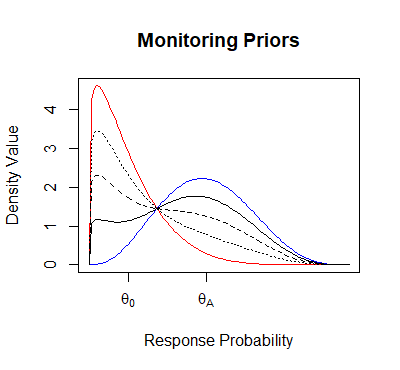 Monitoring Priors
Density Value
4
3
2
1
0
θ0
θA
Response Probability